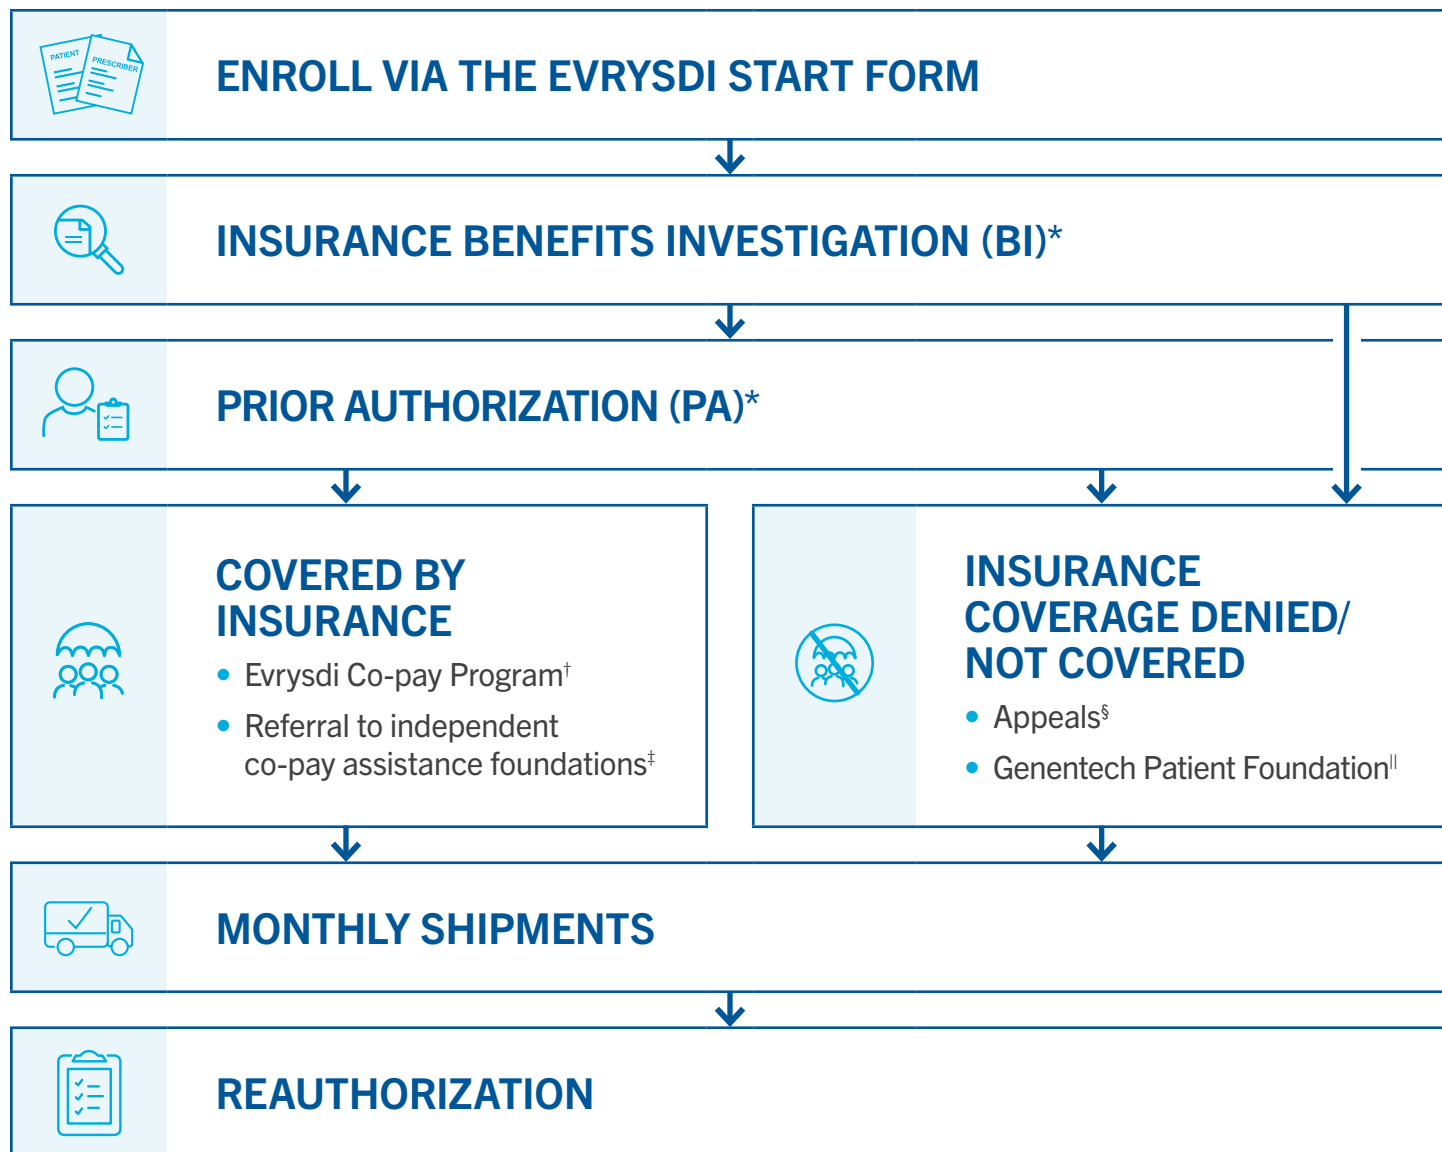 PATIENT
PRESCRIBER
ENROLL VIA THE EVRYSDI START FORM
INSURANCE BENEFITS INVESTIGATION (BI)*
PRIOR AUTHORIZATION (PA)*
COVERED BY
INSURANCE
• Evrysdi Co-pay Program†
• Referral to independent
co-pay assistance foundations‡
INSURANCE
COVERAGE DENIED/
NOT COVERED
• Appeals§
• Genentech Patient Foundation||
MONTHLY SHIPMENTS
REAUTHORIZATION